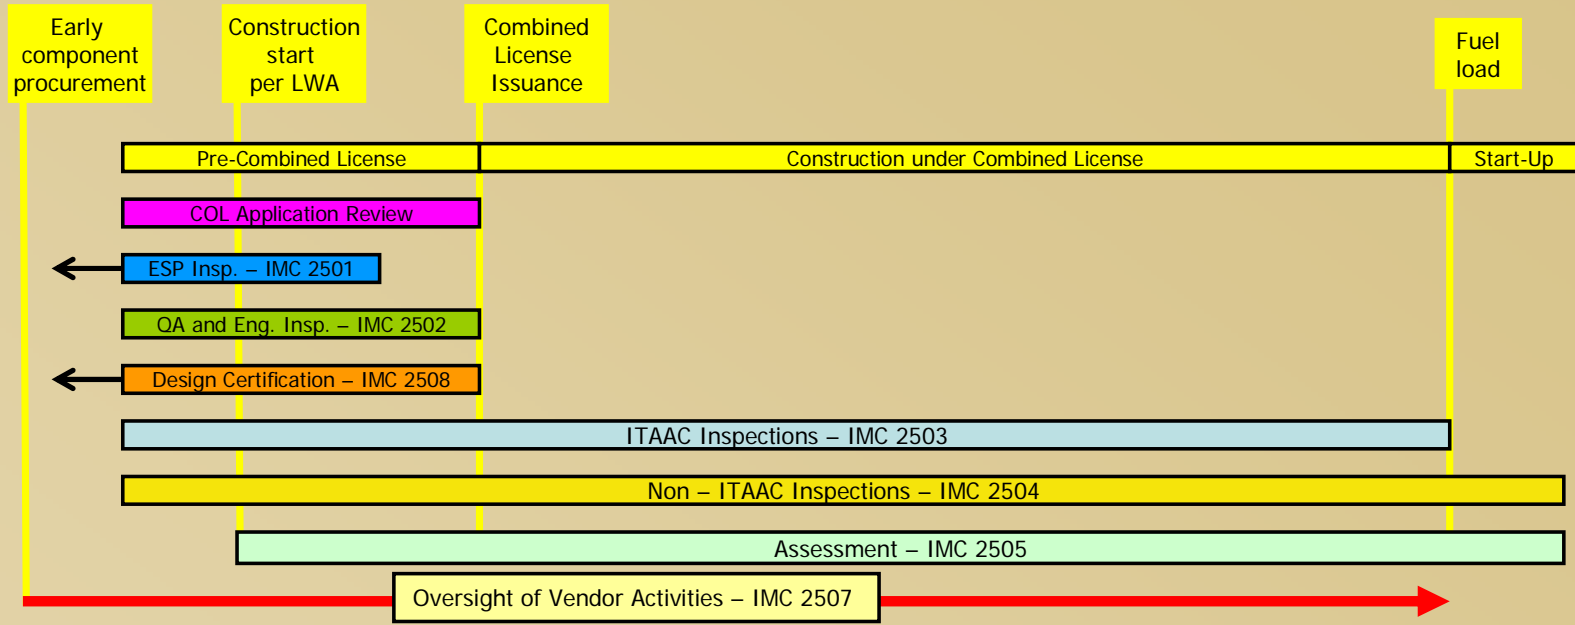 Early
component
procurement
Construction
start
per LWA
Combined
License
Issuance
Fuel
load
Pre-Combined License
Construction under Combined License
Start-Up
COL Application Review
ESP Insp. – IMC 2501
QA and Eng. Insp. – IMC 2502
Design Certification – IMC 2508
ITAAC Inspections – IMC 2503
Non – ITAAC Inspections – IMC 2504
Assessment – IMC 2505
Oversight of Vendor Activities – IMC 2507